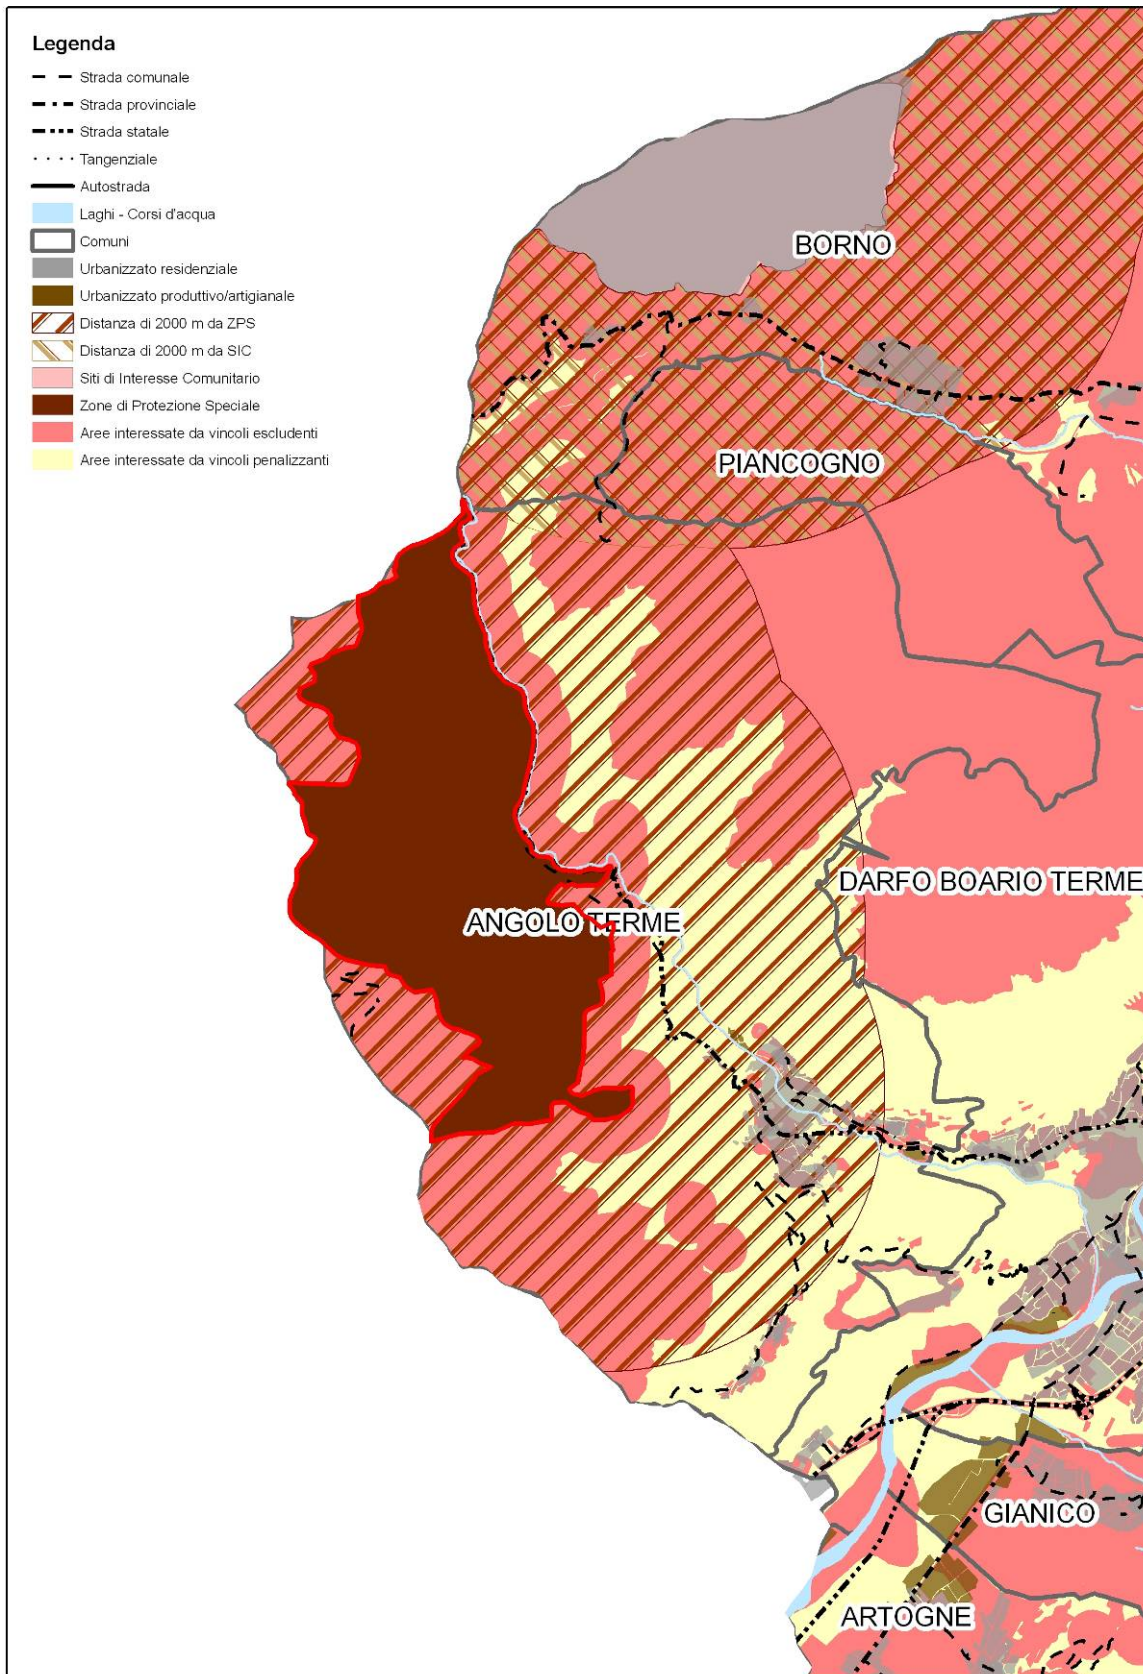 Legenda
Strada comunale
Strada provinciale
Strada statale
Tangenziale
Autostrada
Laghi - Corsi d'acqua
Comuni
Urbanizzato residenziale
Urbanizzato produttivo/artigianale
Distanza di 2000 m da ZPS
Distanza di 2000 m da SIC
Siti di Interesse Comunitario
Zone di Protezione Speciale
Aree interessate da vincoli escludenti
Aree interessate da vincoli penalizzanti
BORNO
PIANCOGNO
DARFO BOARIO TERME
ANGOLO TERME
GIANICO
ARTOGNE